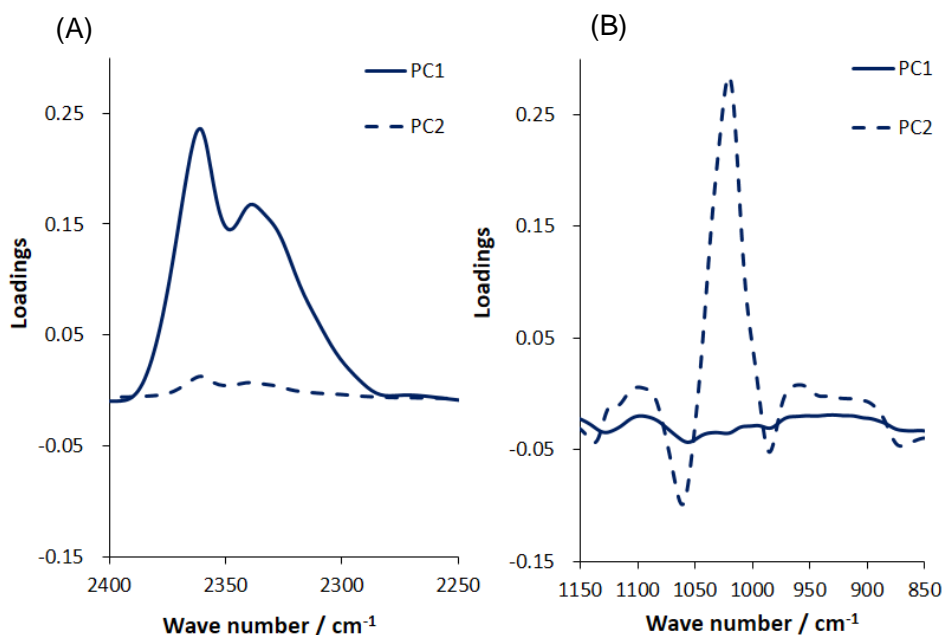 (A)
PC1
PC2
0.25
0.15
0.05
-0.05
-0.15
Loadings
2400 2350 2300 2250
Wave number / cm⁻¹
(B)
PC1
PC2
0.25
0.15
0.05
-0.05
-0.15
Loadings
1150 1100 1050 1000 950 900 850
Wave number / cm⁻¹